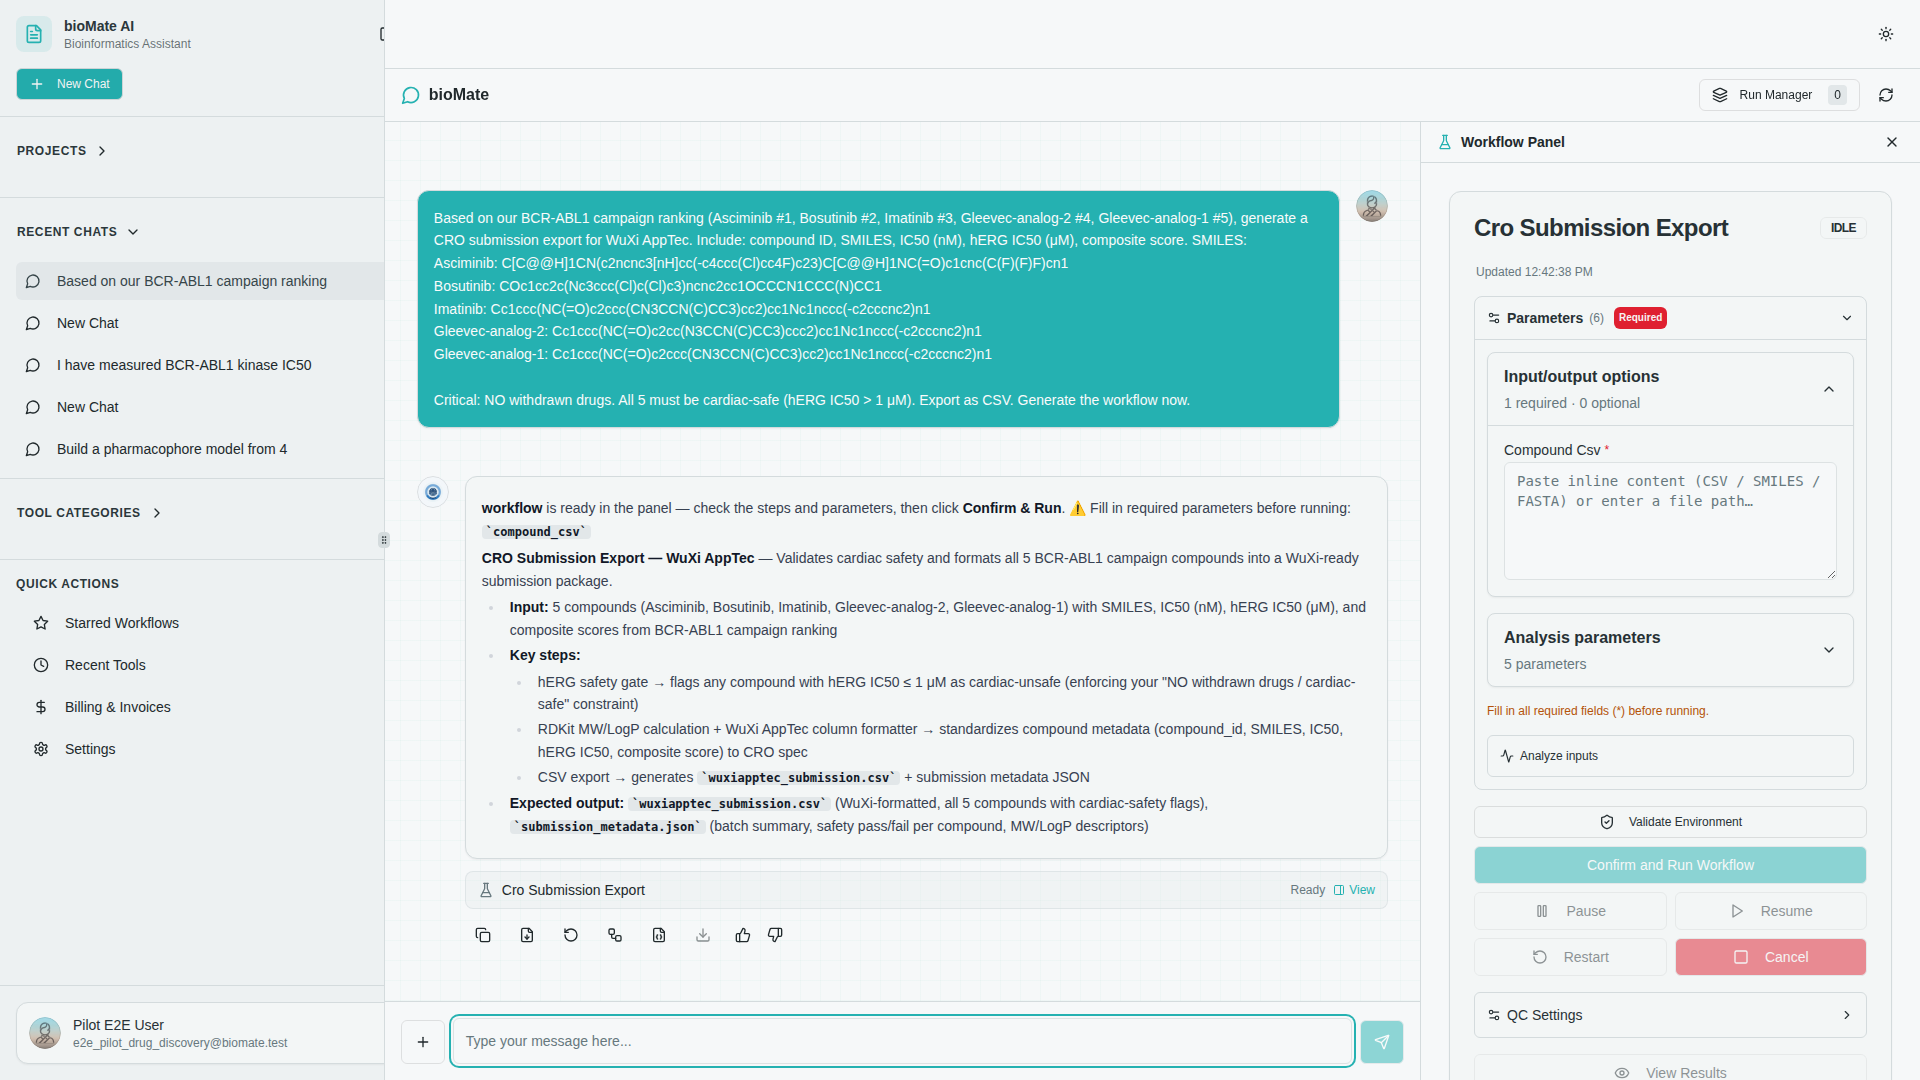 bioMate AI
Bioinformatics Assistant
New Chat
PROJECTS
RECENT CHATS
Based on our BCR-ABL1 campaign ranking
New Chat
I have measured BCR-ABL1 kinase IC50
New Chat
Build a pharmacophore model from 4
TOOL CATEGORIES
QUICK ACTIONS
Starred Workflows
Recent Tools
Billing & Invoices
Settings
Pilot E2E User
e2e_pilot_drug_discovery@biomate.test
bioMate
Run Manager 0
Based on our BCR-ABL1 campaign ranking (Asciminib #1, Bosutinib #2, Imatinib #3, Gleevec-analog-2 #4, Gleevec-analog-1 #5), generate a
CRO submission export for WuXi AppTec. Include: compound ID, SMILES, IC50 (nM), hERG IC50 (μM), composite score. SMILES:
Asciminib: C[C@@H]1CN(c2ncnc3[nH]cc(-c4ccc(Cl)cc4F)c23)C[C@@H]1NC(=O)c1cnc(C(F)(F)F)cn1
Bosutinib: COc1cc2c(Nc3ccc(Cl)c(Cl)c3)ncnc2cc1OCCCN1CCC(N)CC1
Imatinib: Cc1ccc(NC(=O)c2ccc(CN3CCN(C)CC3)cc2)cc1Nc1nccc(-c2cccnc2)n1
Gleevec-analog-2: Cc1ccc(NC(=O)c2cc(N3CCN(C)CC3)ccc2)cc1Nc1nccc(-c2cccnc2)n1
Gleevec-analog-1: Cc1ccc(NC(=O)c2ccc(CN3CCN(C)CC3)cc2)cc1Nc1nccc(-c2cccnc2)n1
Critical: NO withdrawn drugs. All 5 must be cardiac-safe (hERG IC50 > 1 μM). Export as CSV. Generate the workflow now.
workflow is ready in the panel — check the steps and parameters, then click Confirm & Run. ⚠️ Fill in required parameters before running:
`compound_csv`
CRO Submission Export — WuXi AppTec — Validates cardiac safety and formats all 5 BCR-ABL1 campaign compounds into a WuXi-ready
submission package.
Input: 5 compounds (Asciminib, Bosutinib, Imatinib, Gleevec-analog-2, Gleevec-analog-1) with SMILES, IC50 (nM), hERG IC50 (μM), and
composite scores from BCR-ABL1 campaign ranking
Key steps:
hERG safety gate → flags any compound with hERG IC50 ≤ 1 μM as cardiac-unsafe (enforcing your "NO withdrawn drugs / cardiac-
safe" constraint)
RDKit MW/LogP calculation + WuXi AppTec column formatter → standardizes compound metadata (compound_id, SMILES, IC50,
hERG IC50, composite score) to CRO spec
CSV export → generates `wuxiapptec_submission.csv` + submission metadata JSON
Expected output: `wuxiapptec_submission.csv` (WuXi-formatted, all 5 compounds with cardiac-safety flags),
`submission_metadata.json` (batch summary, safety pass/fail per compound, MW/LogP descriptors)
Cro Submission Export Ready View
Type your message here...
Workflow Panel
Cro Submission Export IDLE
Updated 12:42:38 PM
Parameters (6) Required
Input/output options
1 required · 0 optional
Compound Csv *
Paste inline content (CSV / SMILES /
FASTA) or enter a file path…
Analysis parameters
5 parameters
Fill in all required fields (*) before running.
Analyze inputs
Validate Environment
Confirm and Run Workflow
Pause Resume
Restart Cancel
QC Settings
View Results